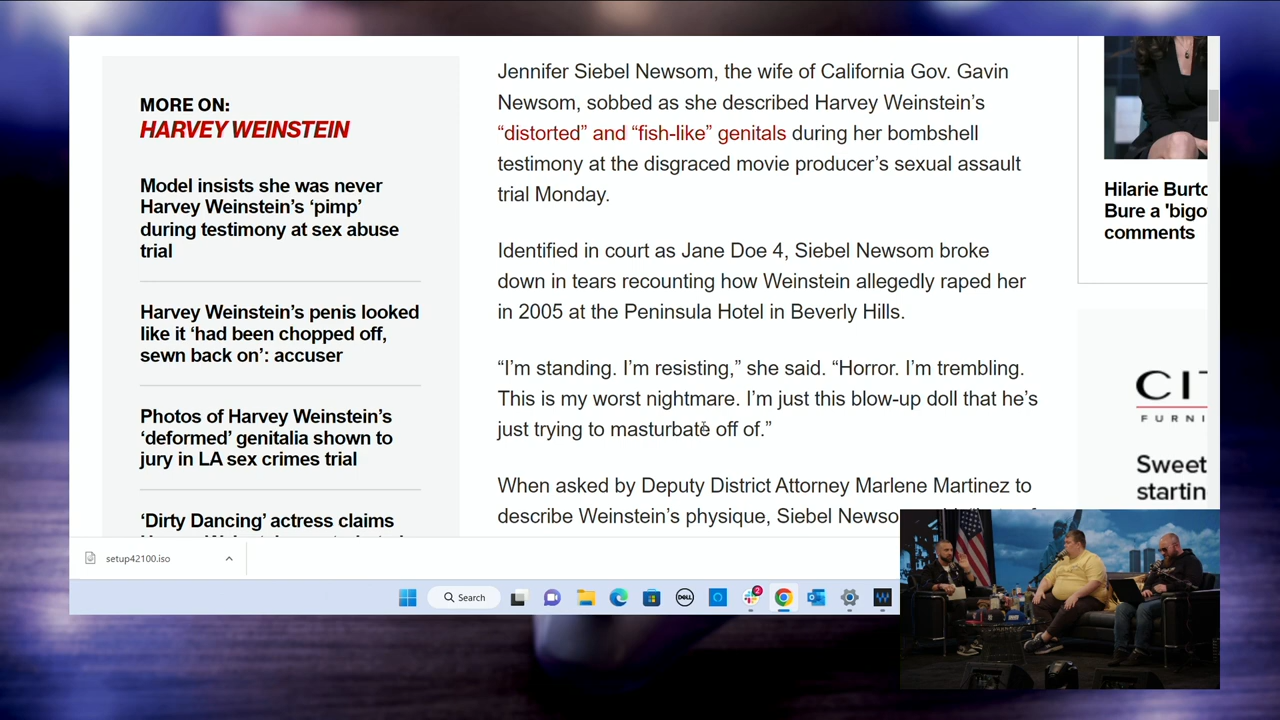 MORE ON:
HARVEY WEINSTEIN
Model insists she was never
Harvey Weinstein's ‘pimp’
during testimony at sex abuse
trial
Harvey Weinstein’s penis looked
like it ‘had been chopped off,
sewn back on’: accuser
Photos of Harvey Weinstein’s
‘deformed’ genitalia shown to
jury in LA sex crimes trial
‘Dirty Dancing’ actress claims
Jennifer Siebel Newsom, the wife of California Gov. Gavin
Newsom, sobbed as she described Harvey Weinstein’s
“distorted” and “fish-like” genitals during her bombshell
testimony at the disgraced movie producer’s sexual assault
trial Monday.
Identified in court as Jane Doe 4, Siebel Newsom broke
down in tears recounting how Weinstein allegedly raped her
in 2005 at the Peninsula Hotel in Beverly Hills.
“I’m standing. I’m resisting,” she said. “Horror. I’m trembling.
This is my worst nightmare. I’m just this blow-up doll that he’s
just trying to masturbate off of.”
When asked by Deputy District Attorney Marlene Martinez to
describe Weinstein’s physique, Siebel Newso
Hilarie Burto
Bure a 'bigo
comments
CIT
FURNI
Sweet
startin
setup42100.iso
Search
DELL
2